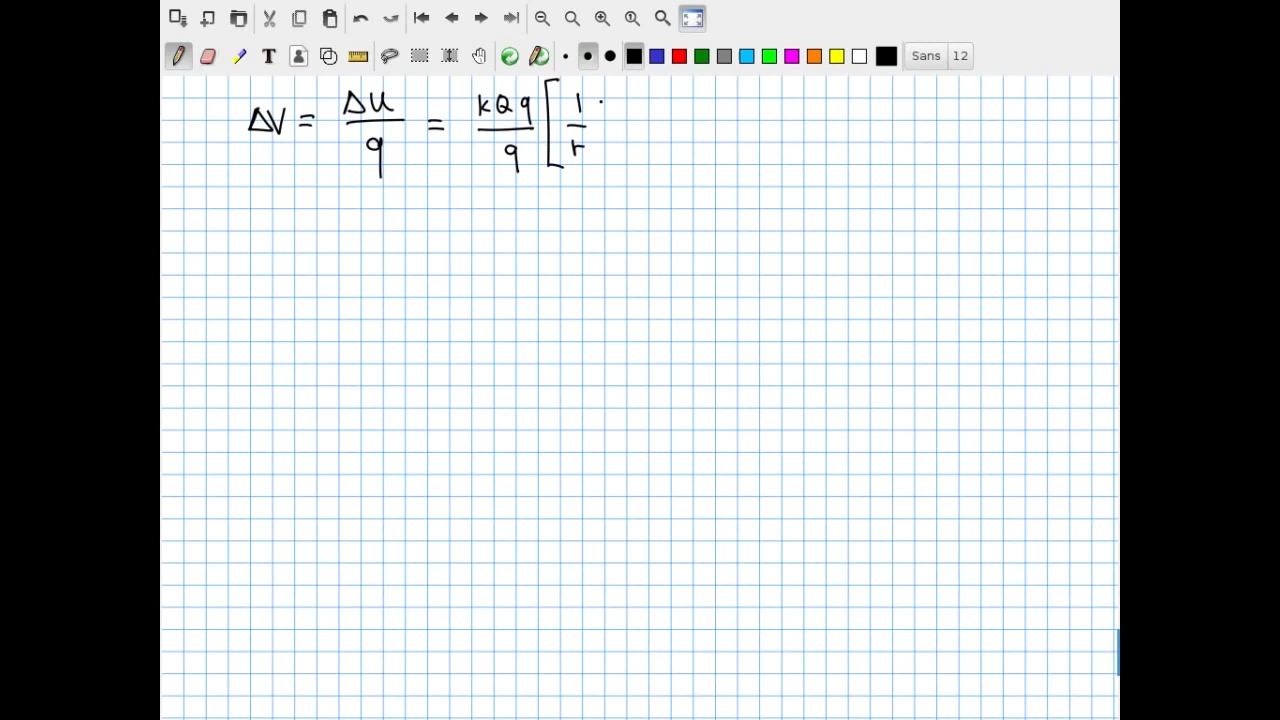 Sans 12
ΔV = ΔU/q = kQq/q [1/r